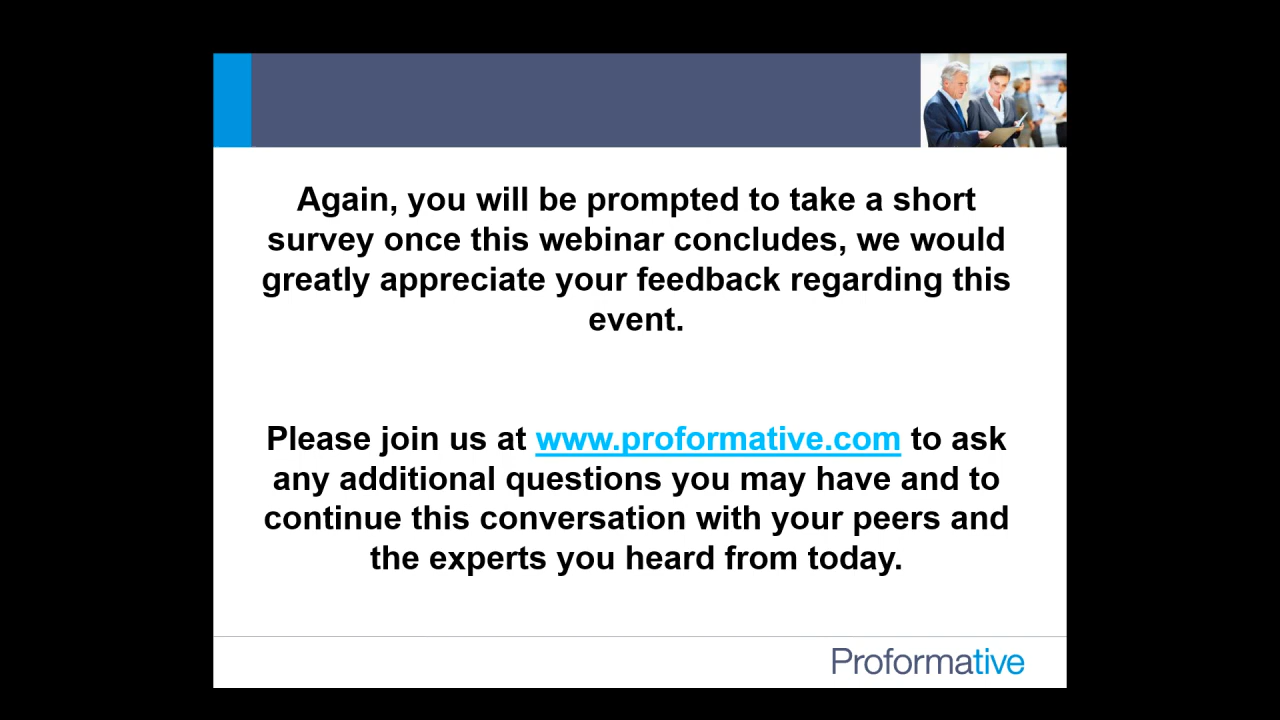 Again, you will be prompted to take a short
survey once this webinar concludes, we would
greatly appreciate your feedback regarding this
event.
Please join us at www.proformative.com to ask
any additional questions you may have and to
continue this conversation with your peers and
the experts you heard from today.
Proformative